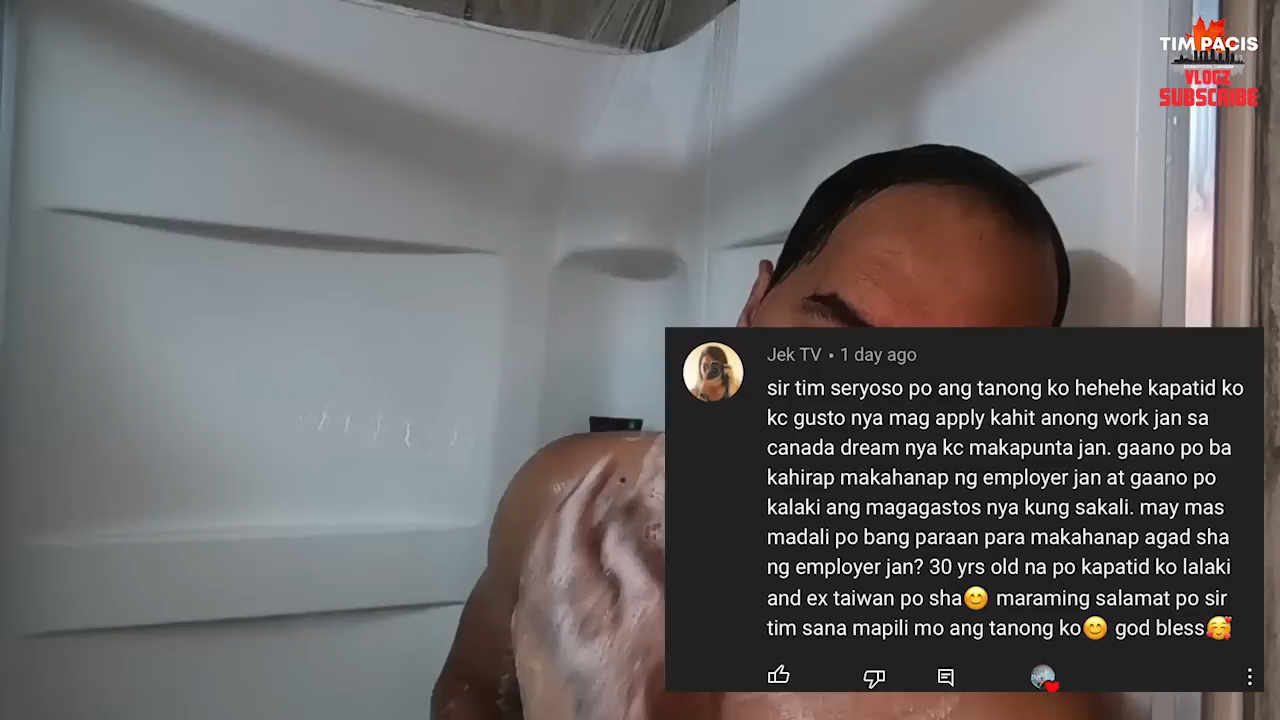 TIM PACIS
VLOGZ
SUBSCRIBE
Jek TV • 1 day ago
sir tim seryoso po ang tanong ko hehehe kapatid ko
kc gusto nya mag apply kahit anong work jan sa
canada dream nya kc makapunta jan. gaano po ba
kahirap makahanap ng employer jan at gaano po
kalaki ang magagastos nya kung sakali. may mas
madali po bang paraan para makahanap agad sha
ng employer jan? 30 yrs old na po kapatid ko lalaki
and ex taiwan po sha😊 maraming salamat po sir
tim sana mapili mo ang tanong ko😊 god bless🥰